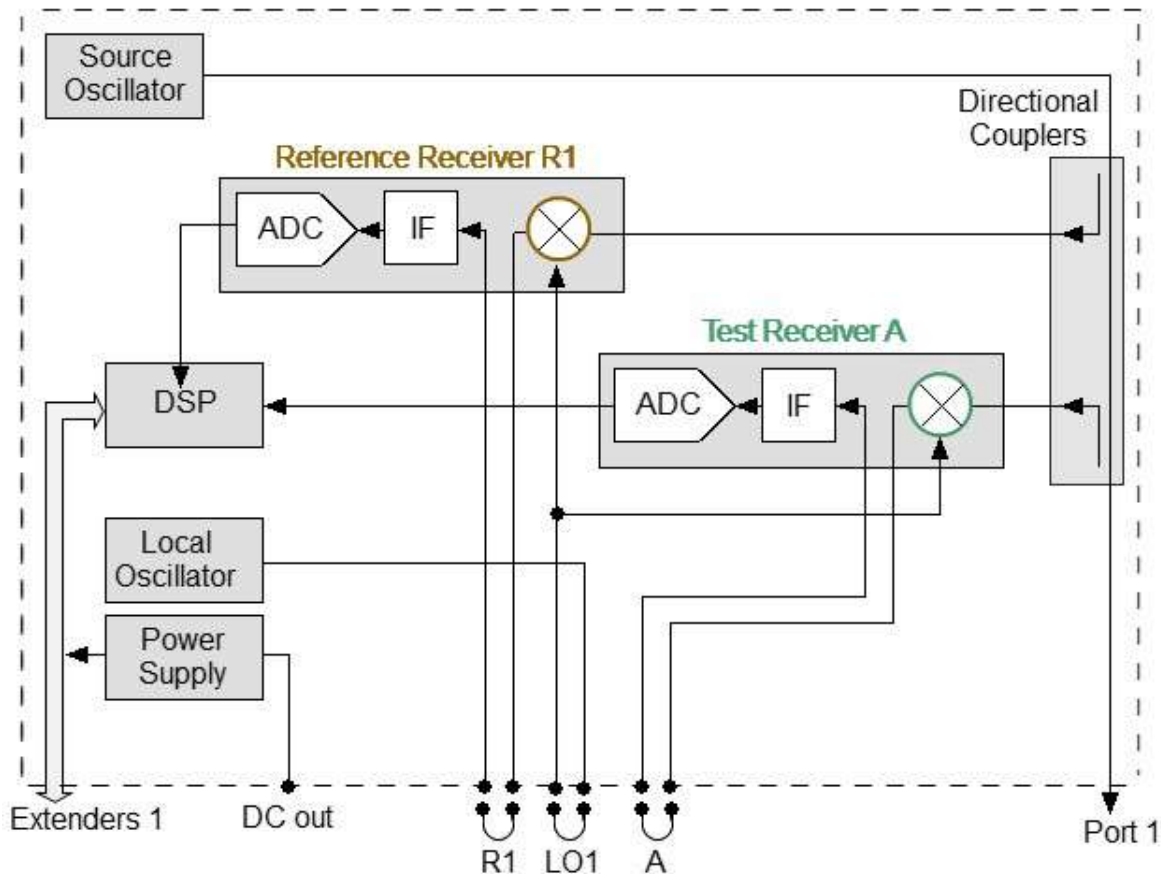 Source
Oscillator
Directional
Couplers
Reference Receiver R1
ADC
IF
Test Receiver A
DSP
ADC
IF
Local
Oscillator
Power
Supply
Extenders 1
DC out
R1
LO1
A
Port 1